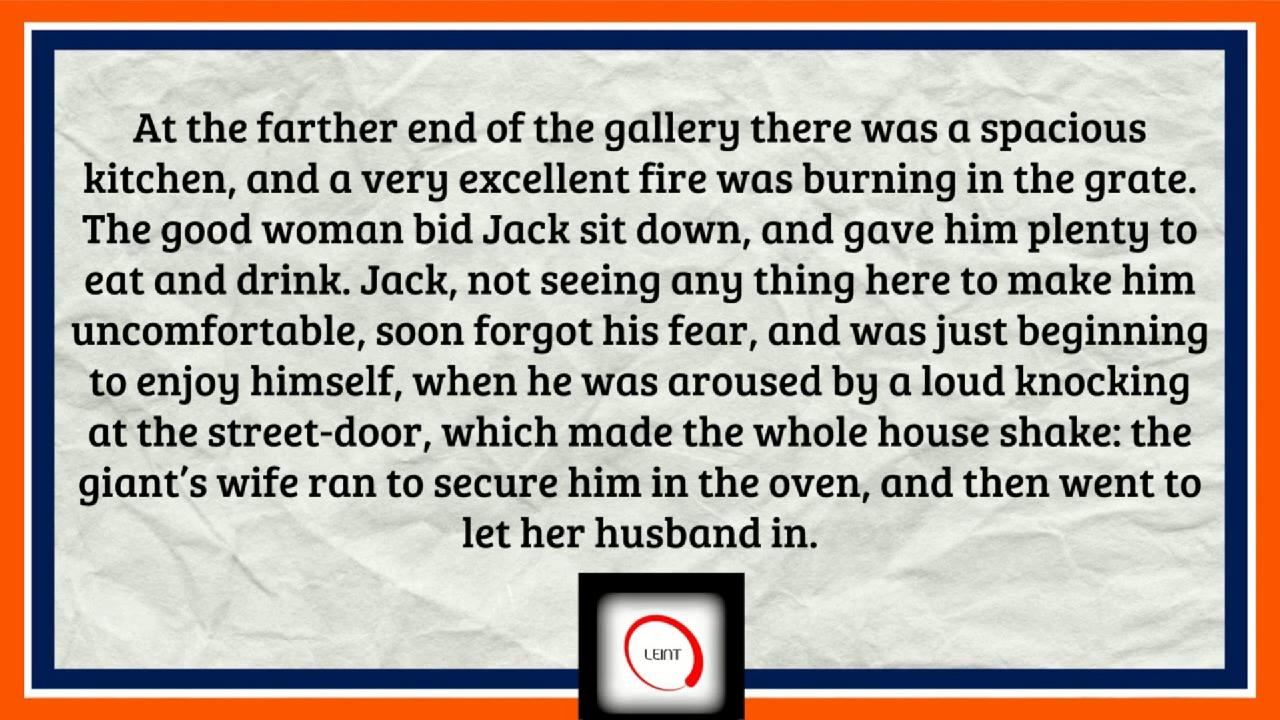 At the farther end of the gallery there was a spacious
kitchen, and a very excellent fire was burning in the grate.
The good woman bid Jack sit down, and gave him plenty to
eat and drink. Jack, not seeing any thing here to make him
uncomfortable, soon forgot his fear, and was just beginning
to enjoy himself, when he was aroused by a loud knocking
at the street-door, which made the whole house shake: the
giant's wife ran to secure him in the oven, and then went to
let her husband in.
LEINT